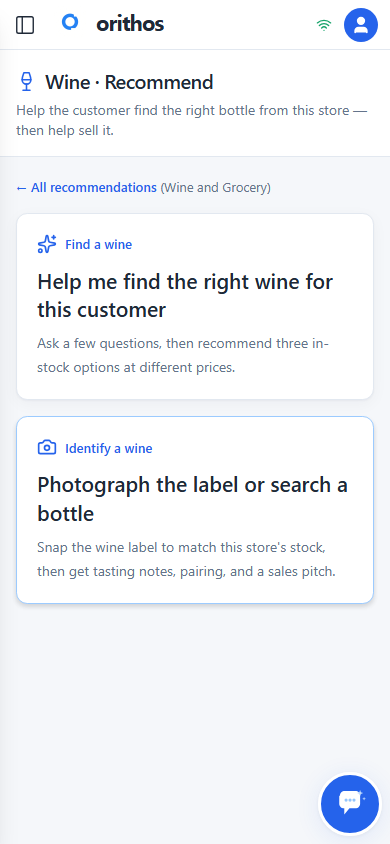 orithos
Wine · Recommend
Help the customer find the right bottle from this store —
then help sell it.
← All recommendations (Wine and Grocery)
Find a wine
Help me find the right wine for
this customer
Ask a few questions, then recommend three in-
stock options at different prices.
Identify a wine
Photograph the label or search a
bottle
Snap the wine label to match this store's stock,
then get tasting notes, pairing, and a sales pitch.